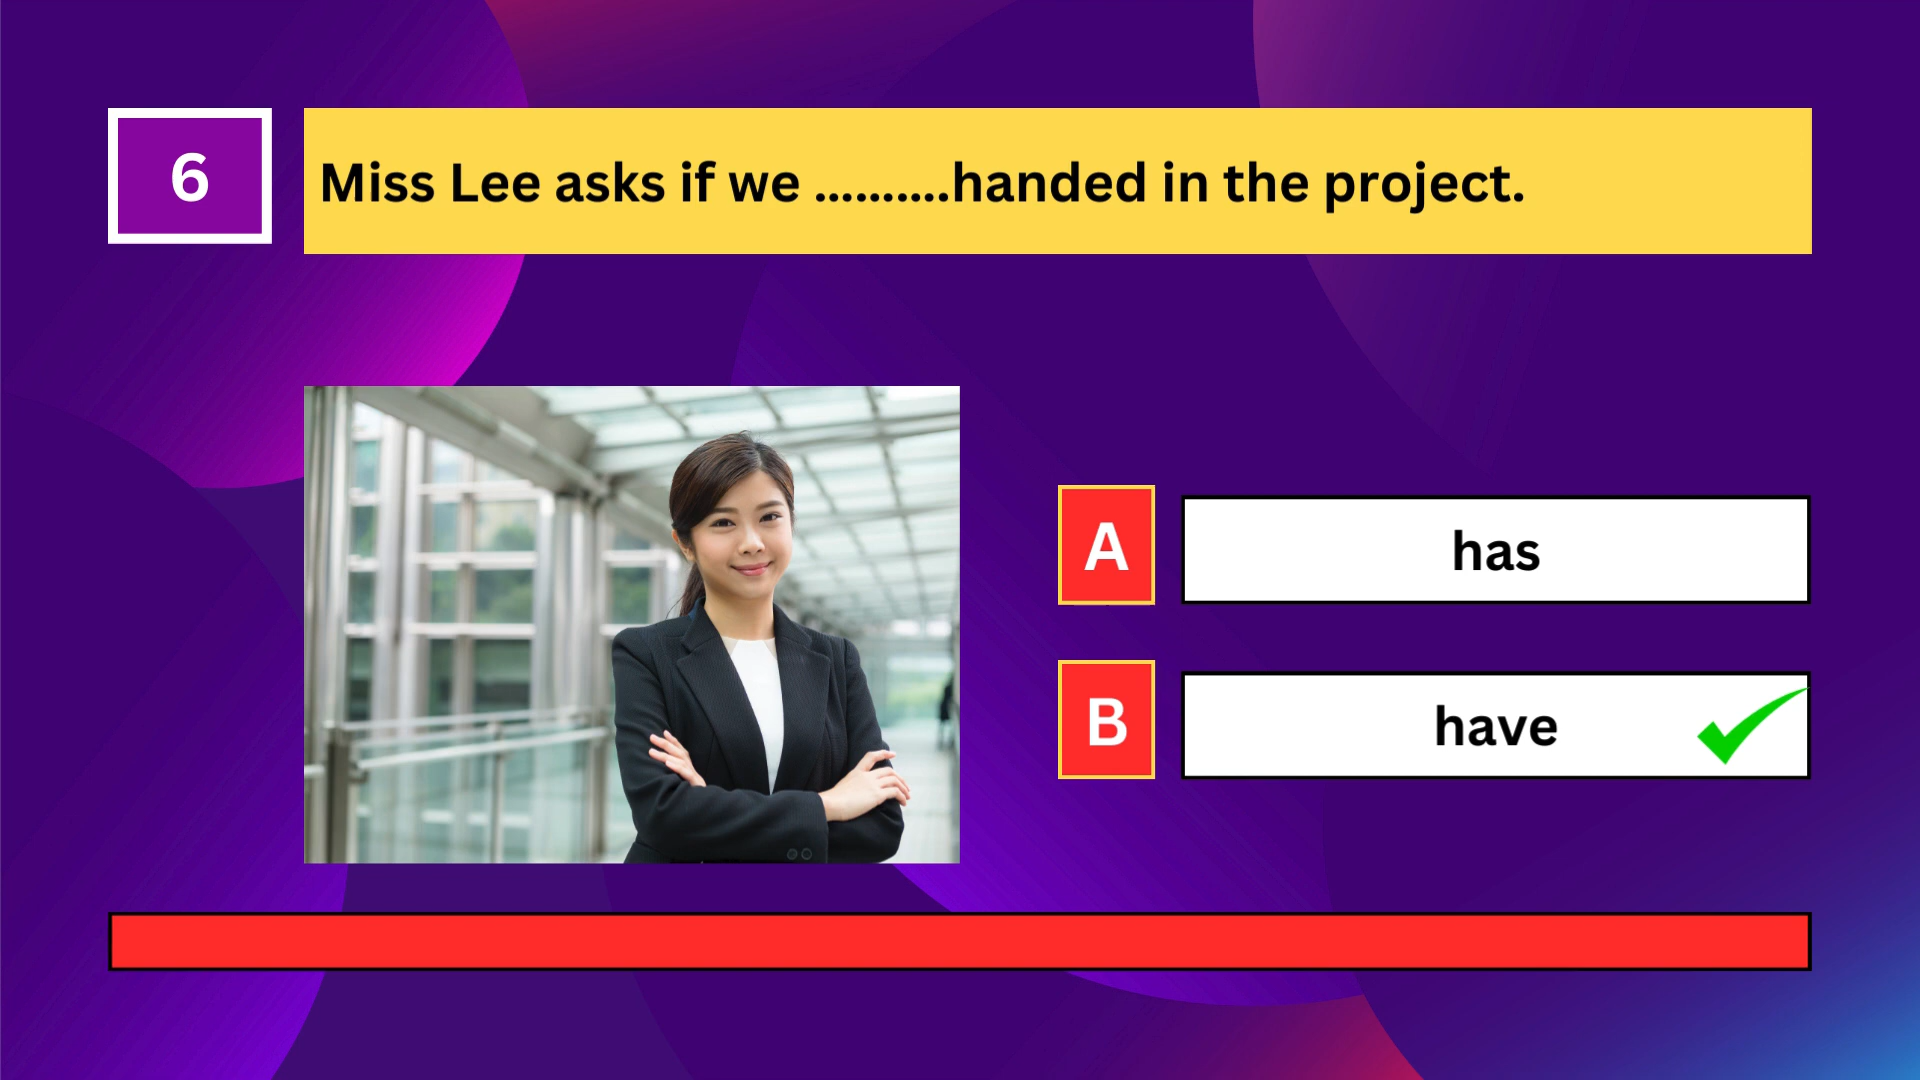 6
Miss Lee asks if we ..........handed in the project.
A
has
B
have